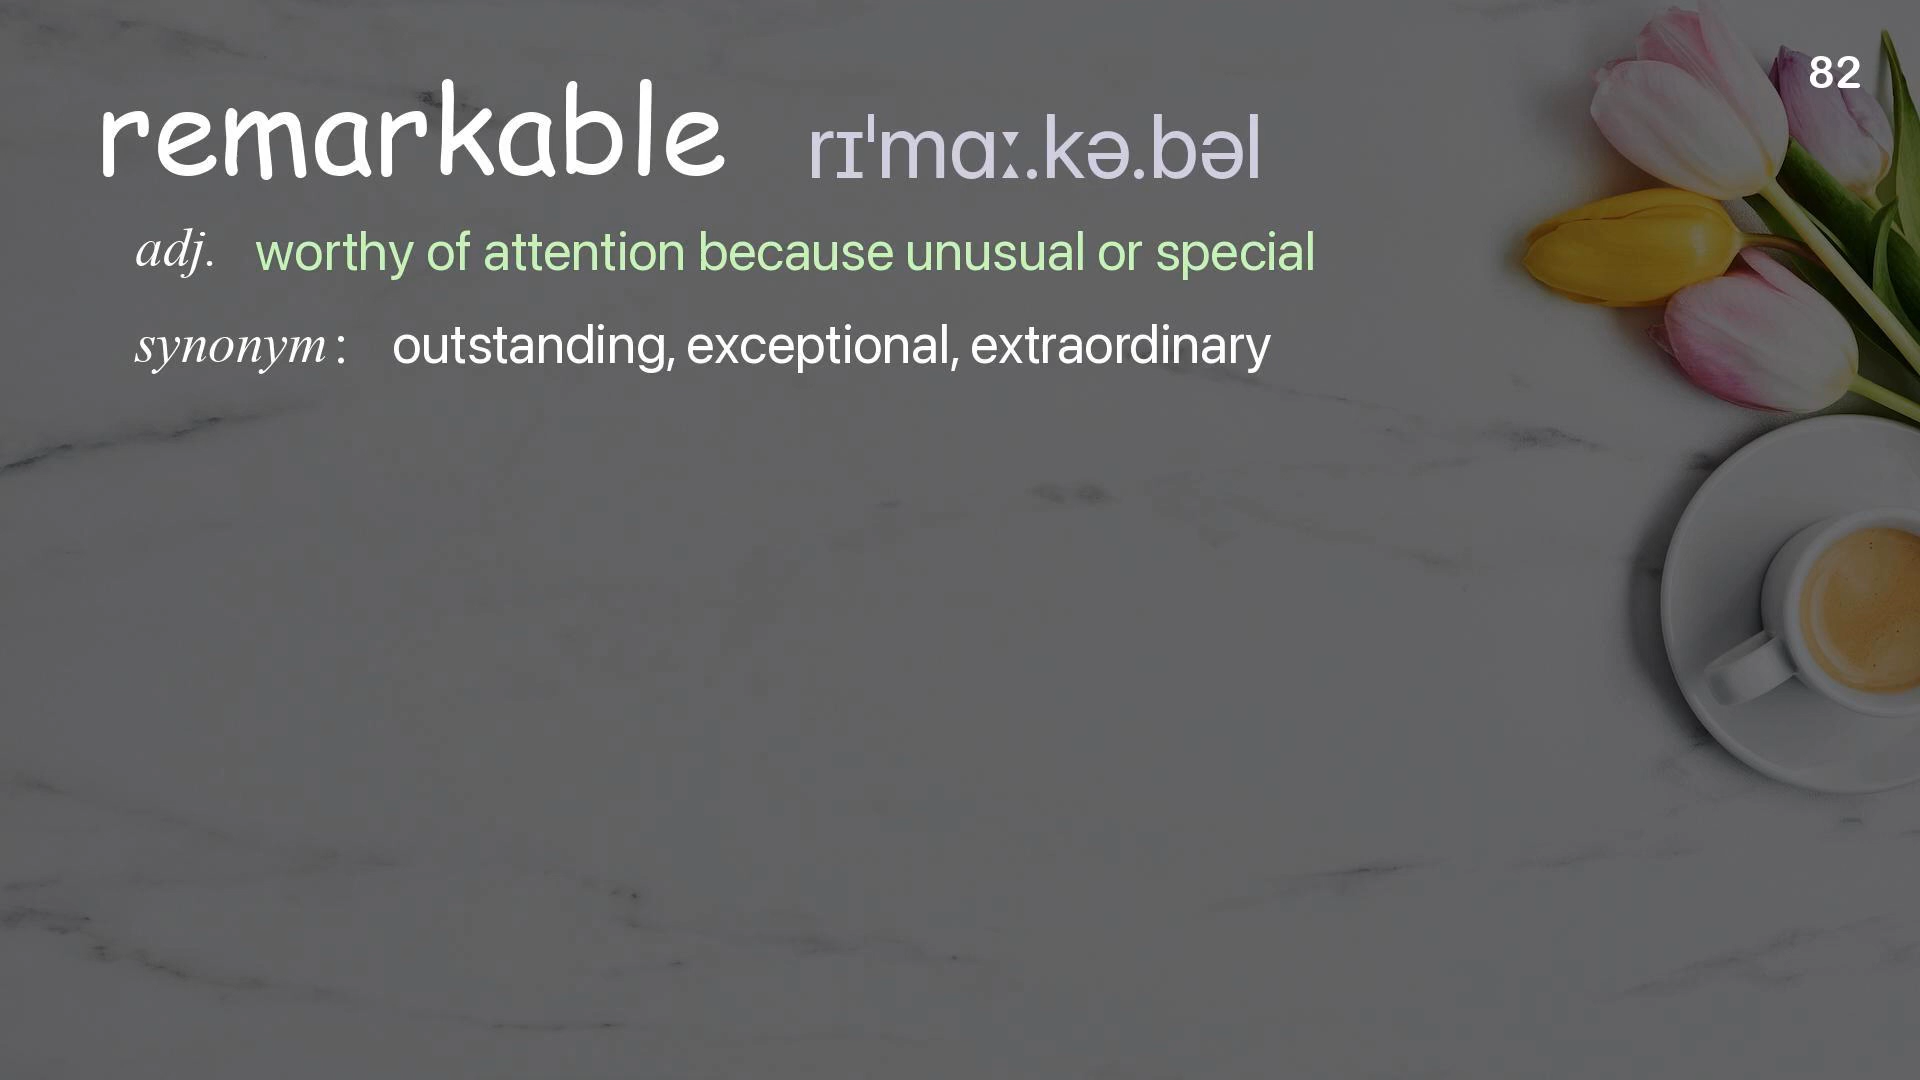 82
remarkable rɪˈmɑː.kə.bəl
adj. worthy of attention because unusual or special
synonym : outstanding, exceptional, extraordinary